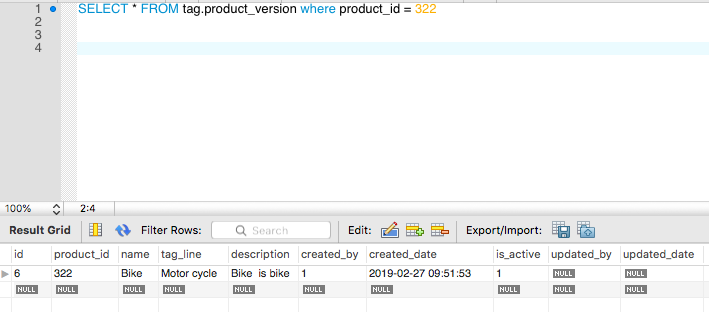 1 SELECT * FROM tag.product_version where product_id = 322
2
3
4
100% 2:4
Result Grid Filter Rows: Search Edit: Export/Import:
id product_id name tag_line description created_by created_date is_active updated_by updated_date
6 322 Bike Motor cycle Bike is bike 1 2019-02-27 09:51:53 1 NULL NULL
NULL NULL NULL NULL NULL NULL NULL NULL NULL NULL